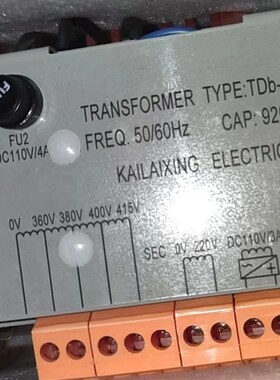 TRANSFORMER TYPE:TDb-
FU2
DC110V/4A
FREQ. 50/60Hz
CAP: 92
KAILAIXING ELECTRIC
0V 360V 380V 400V 415V
SEC 0V 220V DC110V/3A